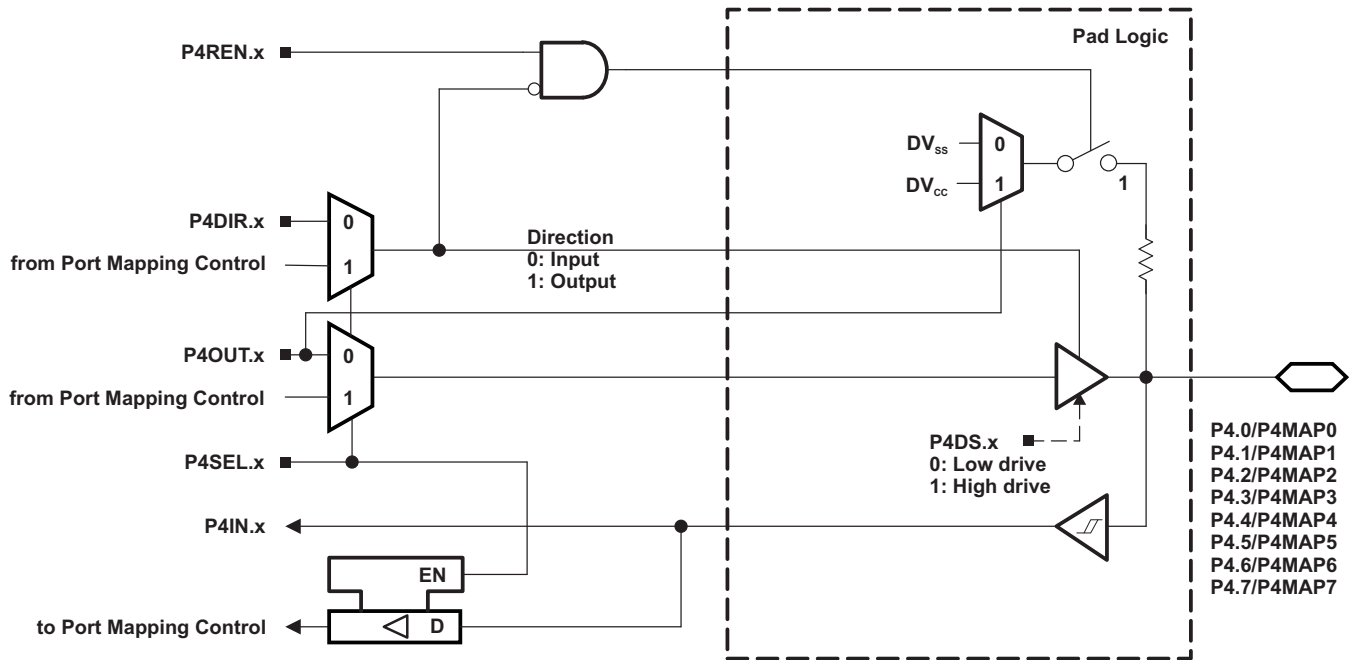 Pad Logic
P4REN.x
DVss
0
DVcc
1
1
P4DIR.x
0
from Port Mapping Control
1
Direction
0: Input
1: Output
P4OUT.x
0
from Port Mapping Control
1
P4SEL.x
P4DS.x
0: Low drive
1: High drive
P4.0/P4MAP0
P4.1/P4MAP1
P4.2/P4MAP2
P4.3/P4MAP3
P4.4/P4MAP4
P4.5/P4MAP5
P4.6/P4MAP6
P4.7/P4MAP7
P4IN.x
EN
to Port Mapping Control
D